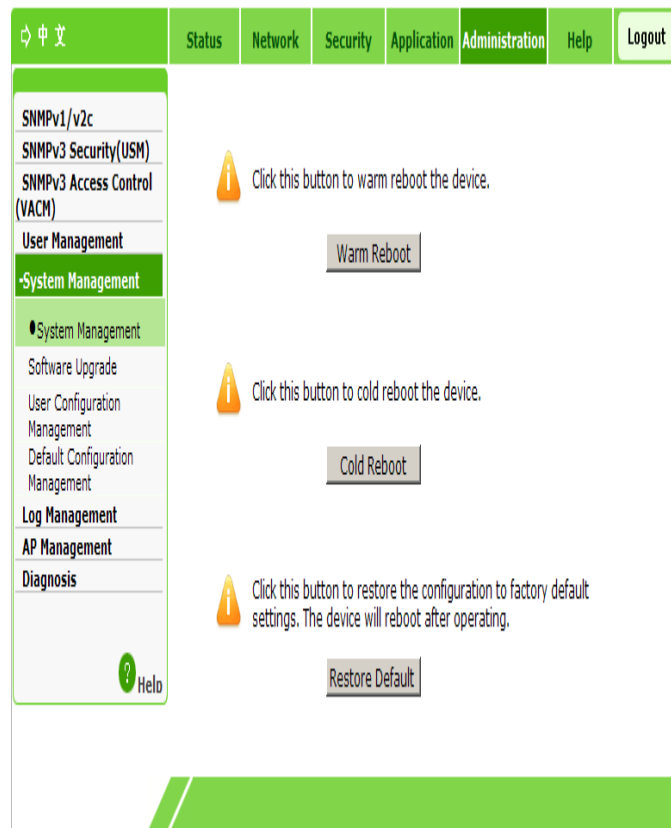 中文
Status Network Security Application Administration Help Logout
SNMPv1/v2c
SNMPv3 Security(USM)
SNMPv3 Access Control
(VACM)
User Management
-System Management
System Management
Software Upgrade
User Configuration
Management
Default Configuration
Management
Log Management
AP Management
Diagnosis
? Help
Click this button to warm reboot the device.
Warm Reboot
Click this button to cold reboot the device.
Cold Reboot
Click this button to restore the configuration to factory default
settings. The device will reboot after operating.
Restore Default